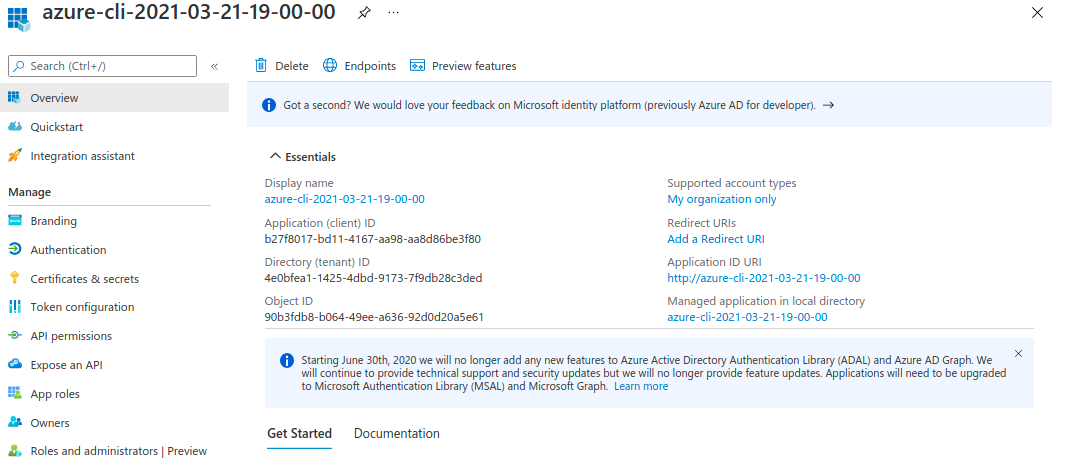 azure-cli-2021-03-21-19-00-00
Search (Ctrl+/)
«
Overview
Quickstart
Integration assistant
Manage
Branding
Authentication
Certificates & secrets
Token configuration
API permissions
Expose an API
App roles
Owners
Roles and administrators | Preview
Delete
Endpoints
Preview features
Got a second? We would love your feedback on Microsoft identity platform (previously Azure AD for developer). →
Essentials
Display name
azure-cli-2021-03-21-19-00-00
Application (client) ID
b27f8017-bd11-4167-aa98-aa8d86be3f80
Directory (tenant) ID
4e0bfea1-1425-4dbd-9173-7f9db28c3ded
Object ID
90b3fdb8-b064-49ee-a636-92d0d20a5e61
Supported account types
My organization only
Redirect URIs
Add a Redirect URI
Application ID URI
http://azure-cli-2021-03-21-19-00-00
Managed application in local directory
azure-cli-2021-03-21-19-00-00
Starting June 30th, 2020 we will no longer add any new features to Azure Active Directory Authentication Library (ADAL) and Azure AD Graph. We
will continue to provide technical support and security updates but we will no longer provide feature updates. Applications will need to be upgraded
to Microsoft Authentication Library (MSAL) and Microsoft Graph. Learn more
Get Started
Documentation